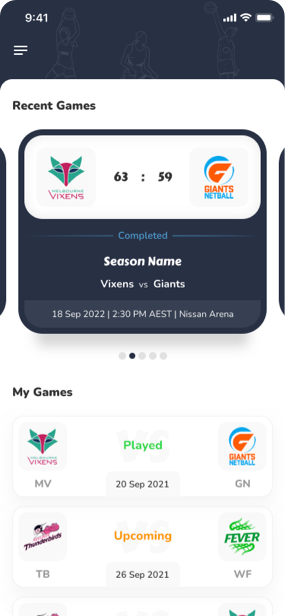 9:41
Recent Games
MELBOURNE
VIXENS
63 : 59
GIANTS
NETBALL
Completed
Season Name
Vixens vs Giants
18 Sep 2022 | 2:30 PM AEST | Nissan Arena
My Games
MELBOURNE
VIXENS
Played
GIANTS
NETBALL
MV
20 Sep 2021
GN
Thunderbirds
Upcoming
FEVER
TB
26 Sep 2021
WF